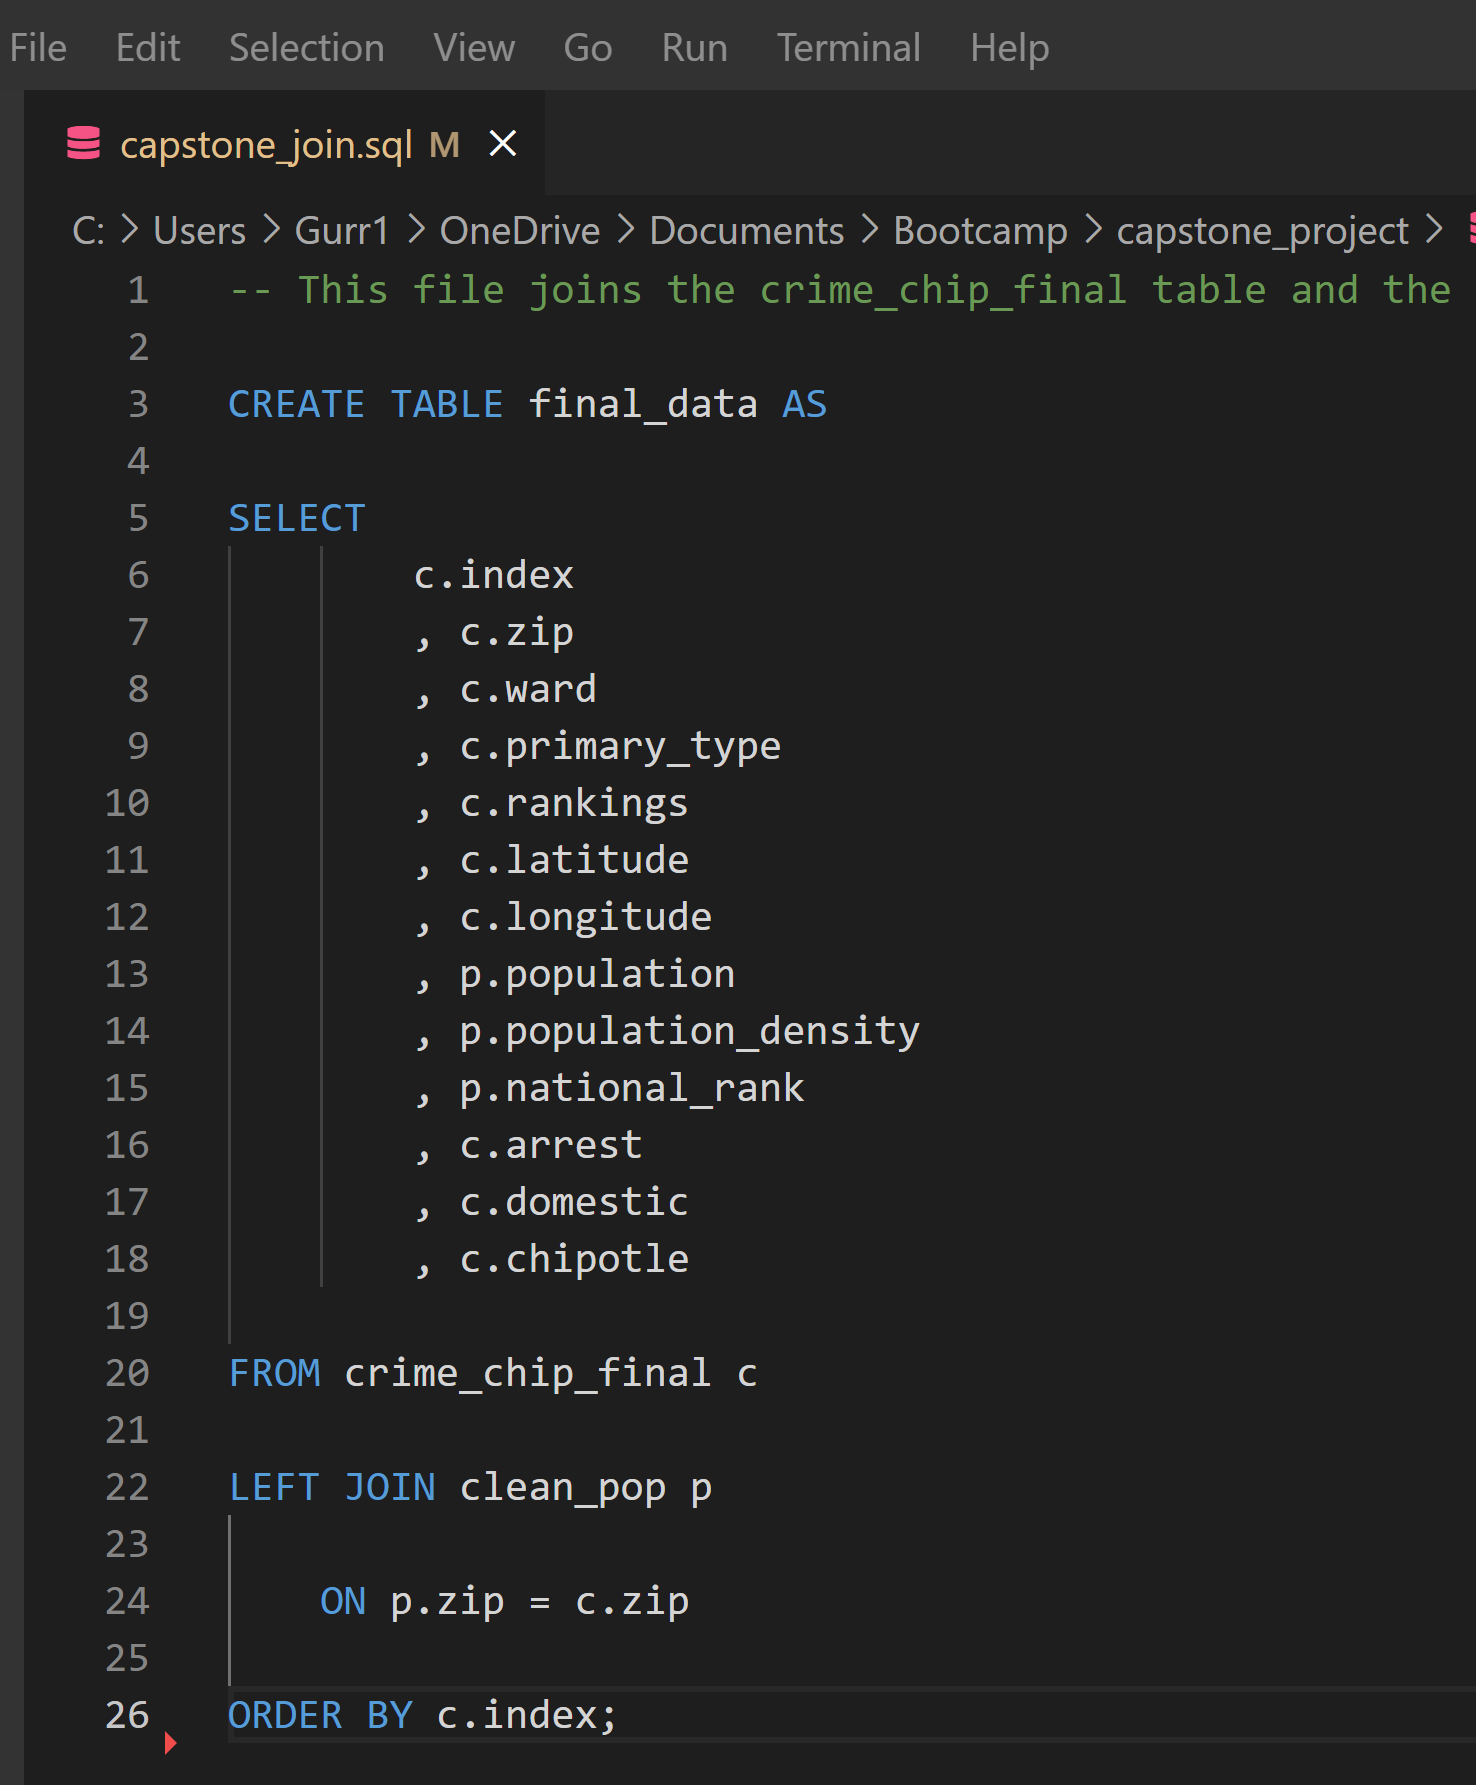 File Edit Selection View Go Run Terminal Help
capstone_join.sql M
C: > Users > Gurr1 > OneDrive > Documents > Bootcamp > capstone_project >
1 -- This file joins the crime_chip_final table and the
2
3 CREATE TABLE final_data AS
4
5 SELECT
6 c.index
7 , c.zip
8 , c.ward
9 , c.primary_type
10 , c.rankings
11 , c.latitude
12 , c.longitude
13 , p.population
14 , p.population_density
15 , p.national_rank
16 , c.arrest
17 , c.domestic
18 , c.chipotle
19
20 FROM crime_chip_final c
21
22 LEFT JOIN clean_pop p
23
24 ON p.zip = c.zip
25
26 ORDER BY c.index;